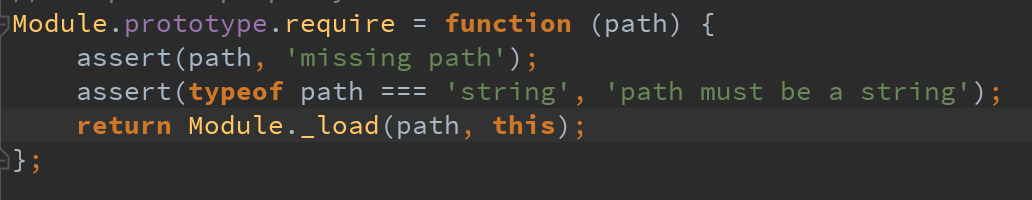 Module.prototype.require = function (path) {
    assert(path, 'missing path');
    assert(typeof path === 'string', 'path must be a string');
    return Module._load(path, this);
};